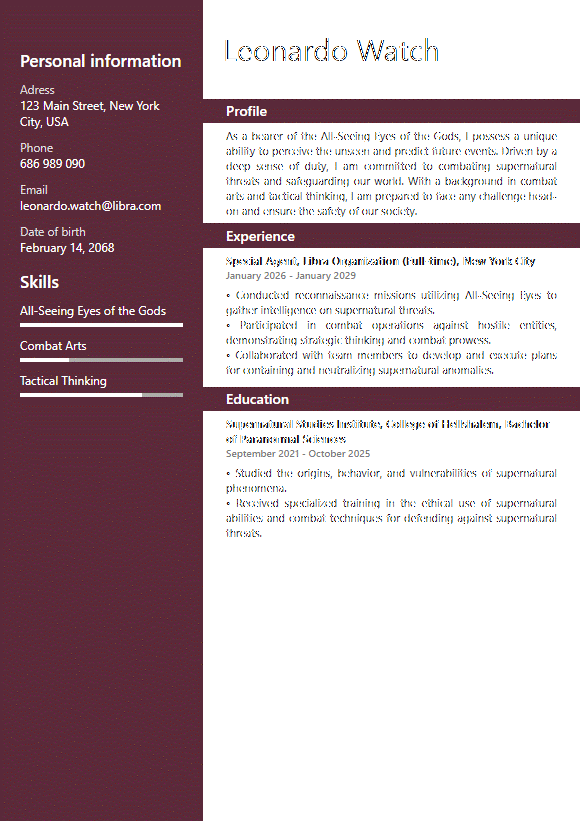 Personal information
Adress
123 Main Street, New York
City, USA
Phone
686 989 090
Email
leonardo.watch@libra.com
Date of birth
February 14, 2068
Skills
All-Seeing Eyes of the Gods
Combat Arts
Tactical Thinking
Leonardo Watch
Profile
As a bearer of the All-Seeing Eyes of the Gods, I possess a unique
ability to perceive the unseen and predict future events. Driven by a
deep sense of duty, I am committed to combating supernatural
threats and safeguarding our world. With a background in combat
arts and tactical thinking, I am prepared to face any challenge head-
on and ensure the safety of our society.
Experience
Special Agent, Libra Organization (Full-time), New York City
January 2026 - January 2029
• Conducted reconnaissance missions utilizing All-Seeing Eyes to
gather intelligence on supernatural threats.
• Participated in combat operations against hostile entities,
demonstrating strategic thinking and combat prowess.
• Collaborated with team members to develop and execute plans
for containing and neutralizing supernatural anomalies.
Education
Supernatural Studies Institute, College of Hellshalem, Bachelor
of Paranormal Sciences
September 2021 - October 2025
• Studied the origins, behavior, and vulnerabilities of supernatural
phenomena.
• Received specialized training in the ethical use of supernatural
abilities and combat techniques for defending against supernatural
threats.